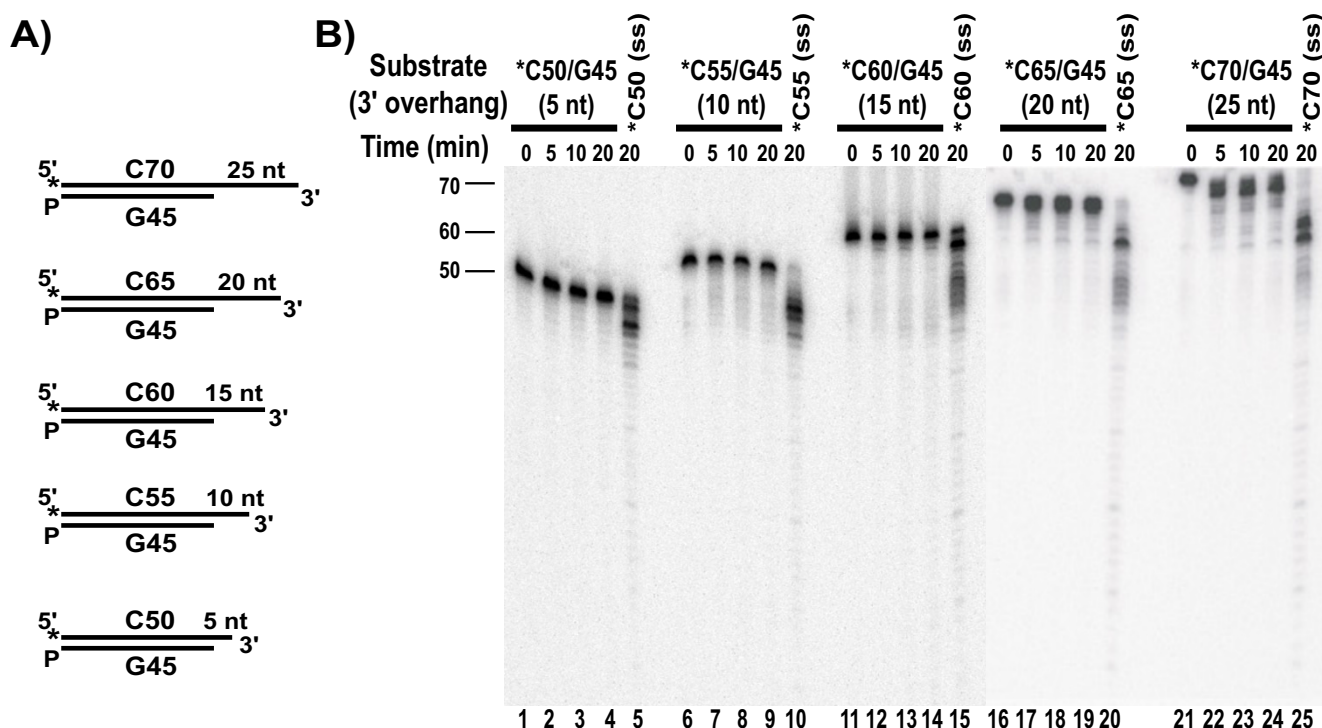 A)
5' C70 25 nt
* 3'
P G45
5' C65 20 nt
* 3'
P G45
5' C60 15 nt
* 3'
P G45
5' C55 10 nt
* 3'
P G45
5' C50 5 nt
* 3'
P G45
B)
Substrate
(3' overhang)
*C50/G45
(5 nt)
*C50 (ss)
*C55/G45
(10 nt)
*C55 (ss)
*C60/G45
(15 nt)
*C60 (ss)
*C65/G45
(20 nt)
*C65 (ss)
*C70/G45
(25 nt)
*C70 (ss)
Time (min) 0 5 10 20 20 0 5 10 20 20 0 5 10 20 20 0 5 10 20 20 0 5 10 20 20
70
60
50
1 2 3 4 5 6 7 8 9 10 11 12 13 14 15 16 17 18 19 20 21 22 23 24 25